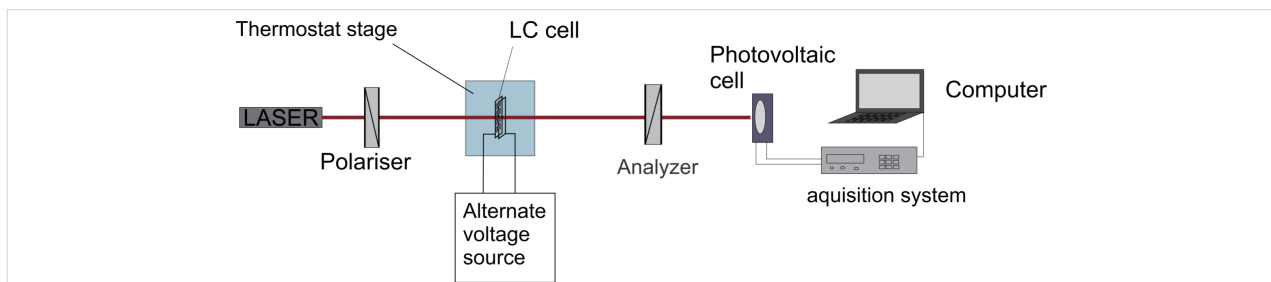 Thermostat stage
LC cell
Photovoltaic
cell
Computer
LASER
Polariser
Analyzer
aquisition system
Alternate
voltage
source